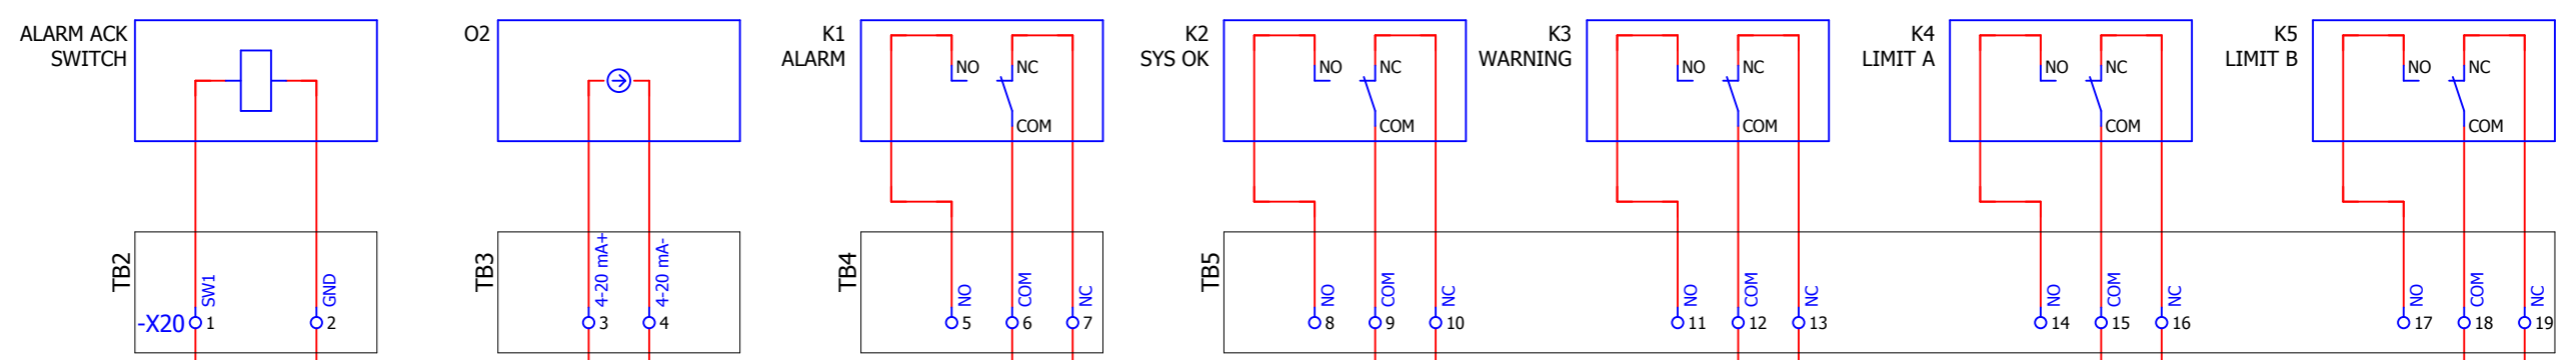 ALARM ACK
SWITCH
O2
K1
ALARM
NO
NC
COM
K2
SYS OK
NO
NC
COM
K3
WARNING
NO
NC
COM
K4
LIMIT A
NO
NC
COM
K5
LIMIT B
NO
NC
COM
TB2
SW1
GND
-X20
1
2
TB3
4-20 mA+
4-20 mA-
3
4
TB4
NO
COM
NC
5
6
7
TB5
NO
COM
NC
8
9
10
NO
COM
NC
11
12
13
NO
COM
NC
14
15
16
NO
COM
NC
17
18
19